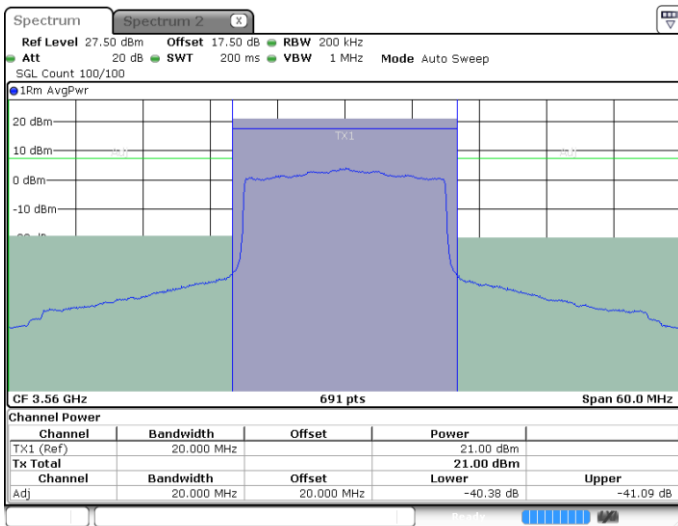 Spectrum Spectrum 2 X
Ref Level 27.50 dBm Offset 17.50 dB RBW 200 kHz
Att 20 dB SWT 200 ms VBW 1 MHz Mode Auto Sweep
SGL Count 100/100
1Rm AvgPwr
20 dBm
TX1
10 dBm
Adj Adj
0 dBm
-10 dBm
CF 3.56 GHz 691 pts Span 60.0 MHz
Channel Power
Channel Bandwidth Offset Power
TX1 (Ref) 20.000 MHz 21.00 dBm
Tx Total 21.00 dBm
Channel Bandwidth Offset Lower Upper
Adj 20.000 MHz 20.000 MHz -40.38 dB -41.09 dB
Ready